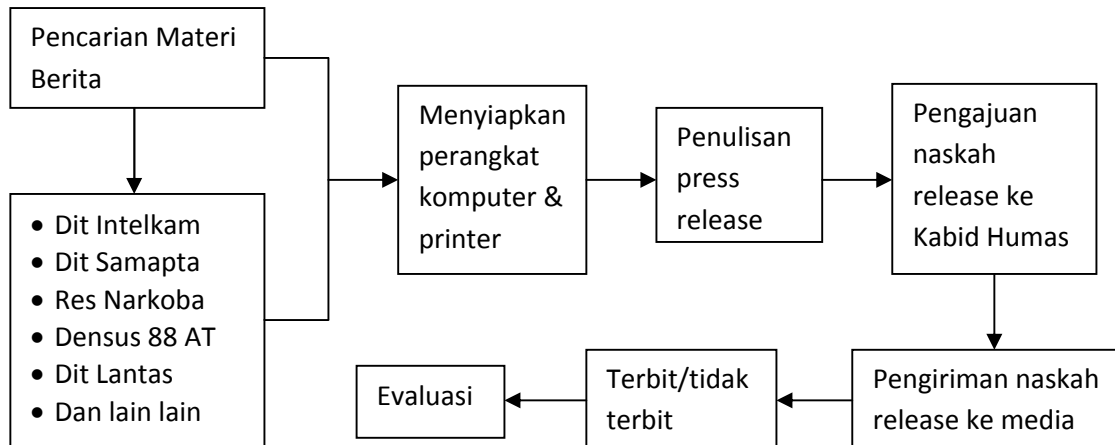 Pencarian Materi
Berita
• Dit Intelkam
• Dit Samapta
• Res Narkoba
• Densus 88 AT
• Dit Lantas
• Dan lain lain
Menyiapkan
perangkat
komputer &
printer
Penulisan
press
release
Pengajuan
naskah
release ke
Kabid Humas
Pengiriman naskah
release ke media
Terbit/tidak
terbit
Evaluasi